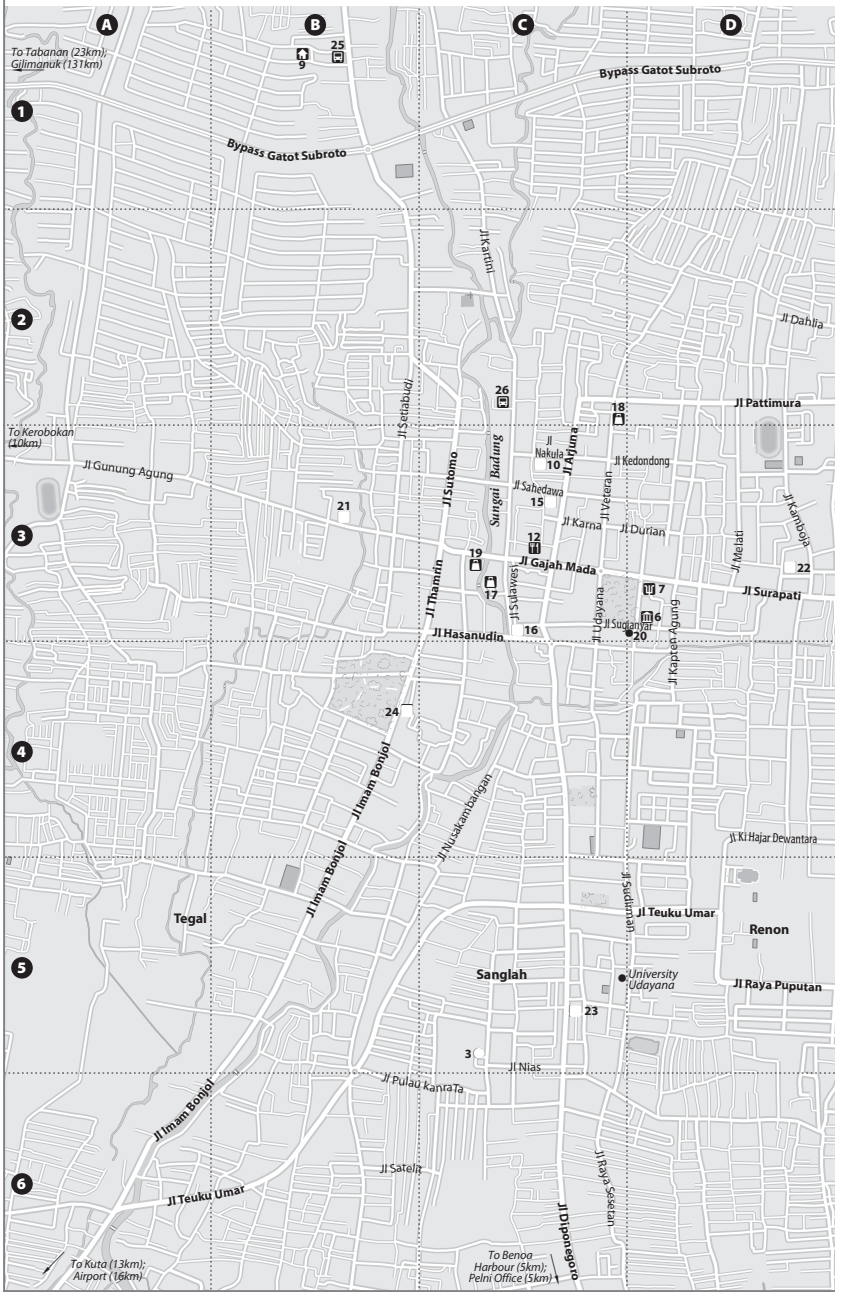 A
B
C
D
To Tabanan (23km);
Gilimanuk (131km)
9
25
Bypass Gatot Subroto
1
Bypass Gatot Subroto
Jl Kartini
2
Jl Dahlia
Jl Setiabudi
26
18
Jl Pattimura
To Kerobokan
(10km)
Jl Gunung Agung
Jl Sutomo
Sungai Badung
Jl
Nakula
10
Jl Arjuna
Jl Kedondong
Jl Sahedawa
15
Jl Veteran
21
Jl Karna
Jl Durian
Jl Kamboja
3
12
Jl Gajah Mada
Jl Melati
19
17
Jl Thamrin
Jl Sulawesi
22
Jl Surapati
7
Jl Udayana
6
Jl Sugianyar
20
16
Jl Hasanudin
Jl Kapten Agung
24
4
Jl Imam Bonjol
Jl Nusakambangan
Jl Ki Hajar Dewantara
Jl Imam Bonjol
Jl Sudirman
Tegal
Jl Teuku Umar
Renon
5
Sanglah
University
Udayana
Jl Raya Puputan
23
3
Jl Nias
Jl Pulau kanraTa
Jl Imam Bonjol
Jl Satelit
6
Jl Teuku Umar
Jl Raya Sesetan
Jl Diponegoro
To Kuta (13km);
Airport (16km)
To Benoa
Harbour (5km);
Pelni Office (5km)